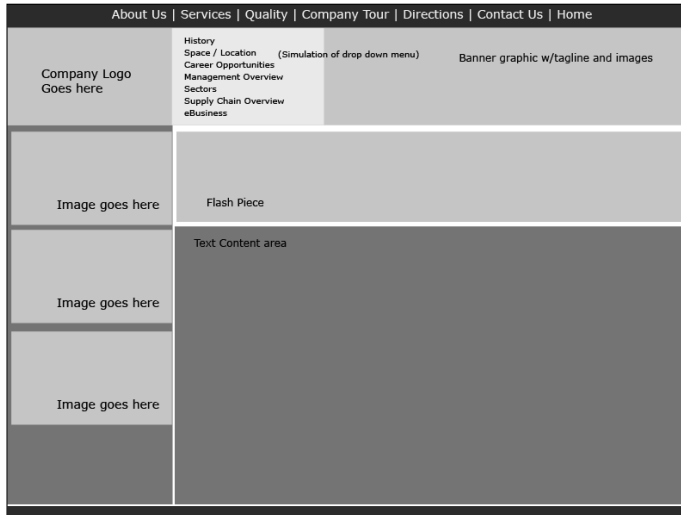 About Us | Services | Quality | Company Tour | Directions | Contact Us | Home
Company Logo
Goes here
History
Space / Location
Career Opportunities
Management Overview
Sectors
Supply Chain Overview
eBusiness
(Simulation of drop down menu)
Banner graphic w/tagline and images
Image goes here
Flash Piece
Text Content area
Image goes here
Image goes here